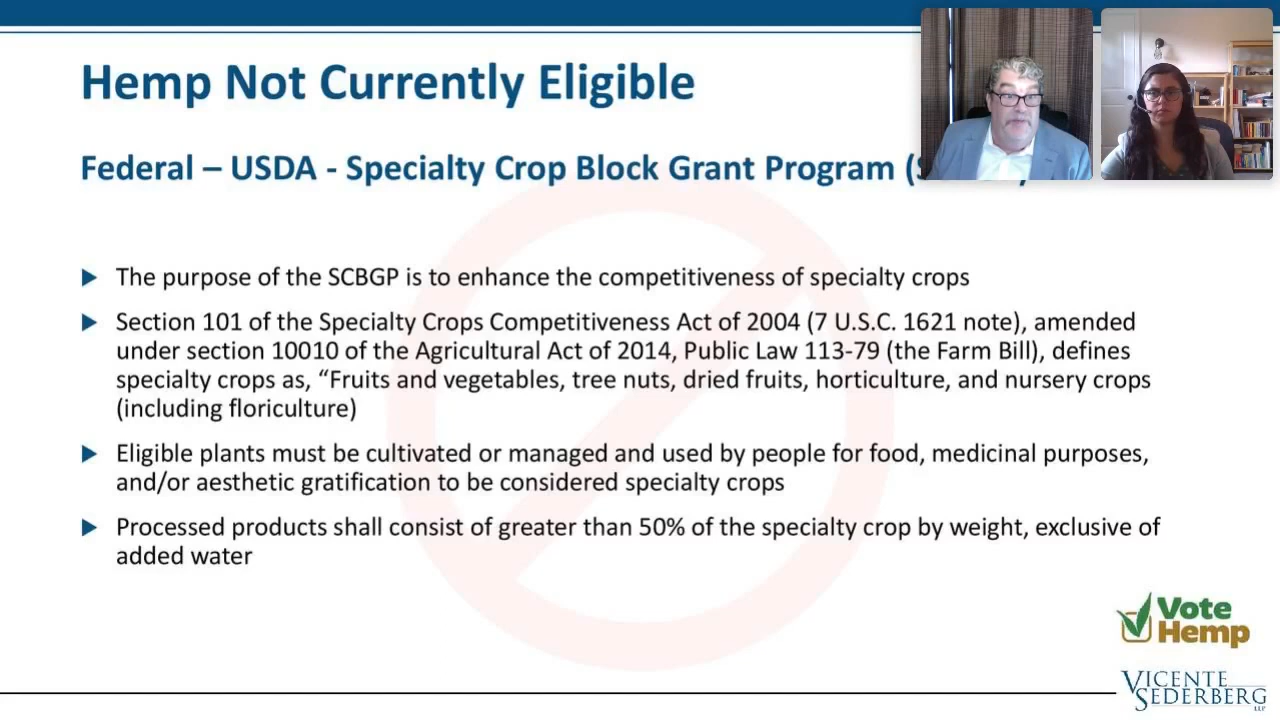 Hemp Not Currently Eligible
Federal – USDA - Specialty Crop Block Grant Program (
The purpose of the SCBGP is to enhance the competitiveness of specialty crops
Section 101 of the Specialty Crops Competitiveness Act of 2004 (7 U.S.C. 1621 note), amended
under section 10010 of the Agricultural Act of 2014, Public Law 113-79 (the Farm Bill), defines
specialty crops as, “Fruits and vegetables, tree nuts, dried fruits, horticulture, and nursery crops
(including floriculture)
Eligible plants must be cultivated or managed and used by people for food, medicinal purposes,
and/or aesthetic gratification to be considered specialty crops
Processed products shall consist of greater than 50% of the specialty crop by weight, exclusive of
added water
Vote
Hemp
VICENTE
SEDERBERG
LLP